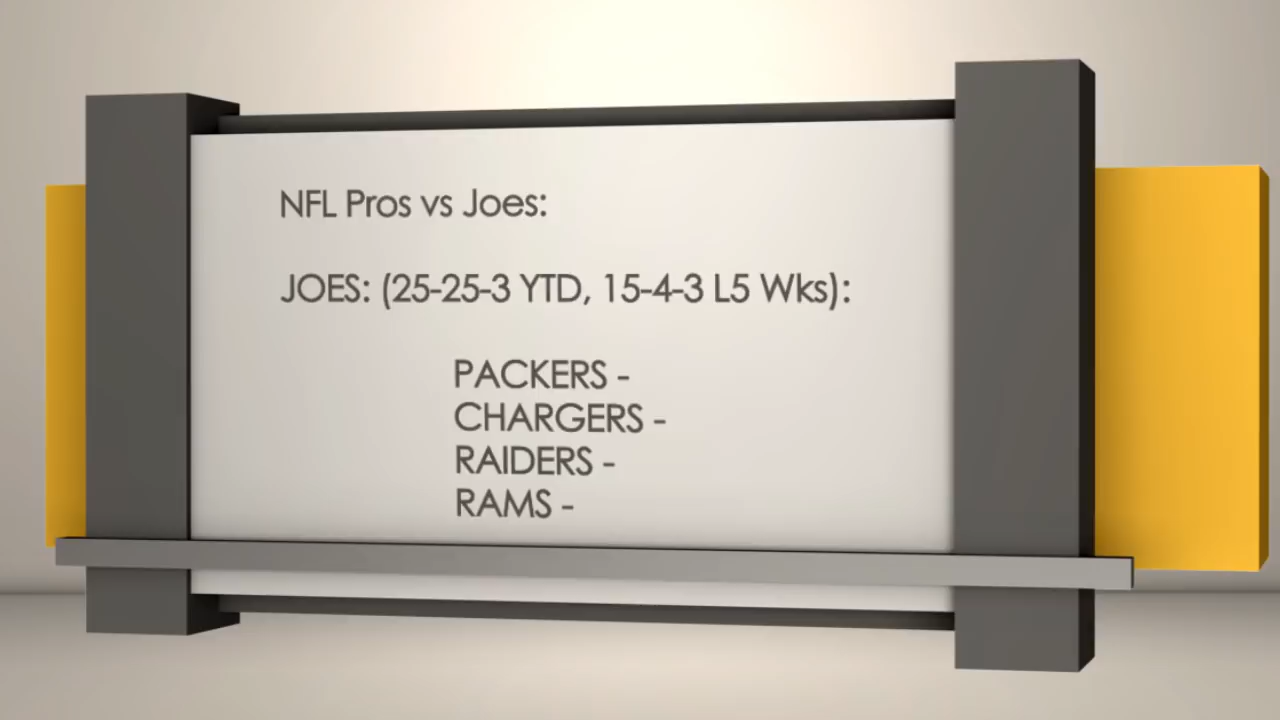 NFL Pros vs Joes:
JOES: (25-25-3 YTD, 15-4-3 L5 Wks):
PACKERS -
CHARGERS -
RAIDERS -
RAMS -